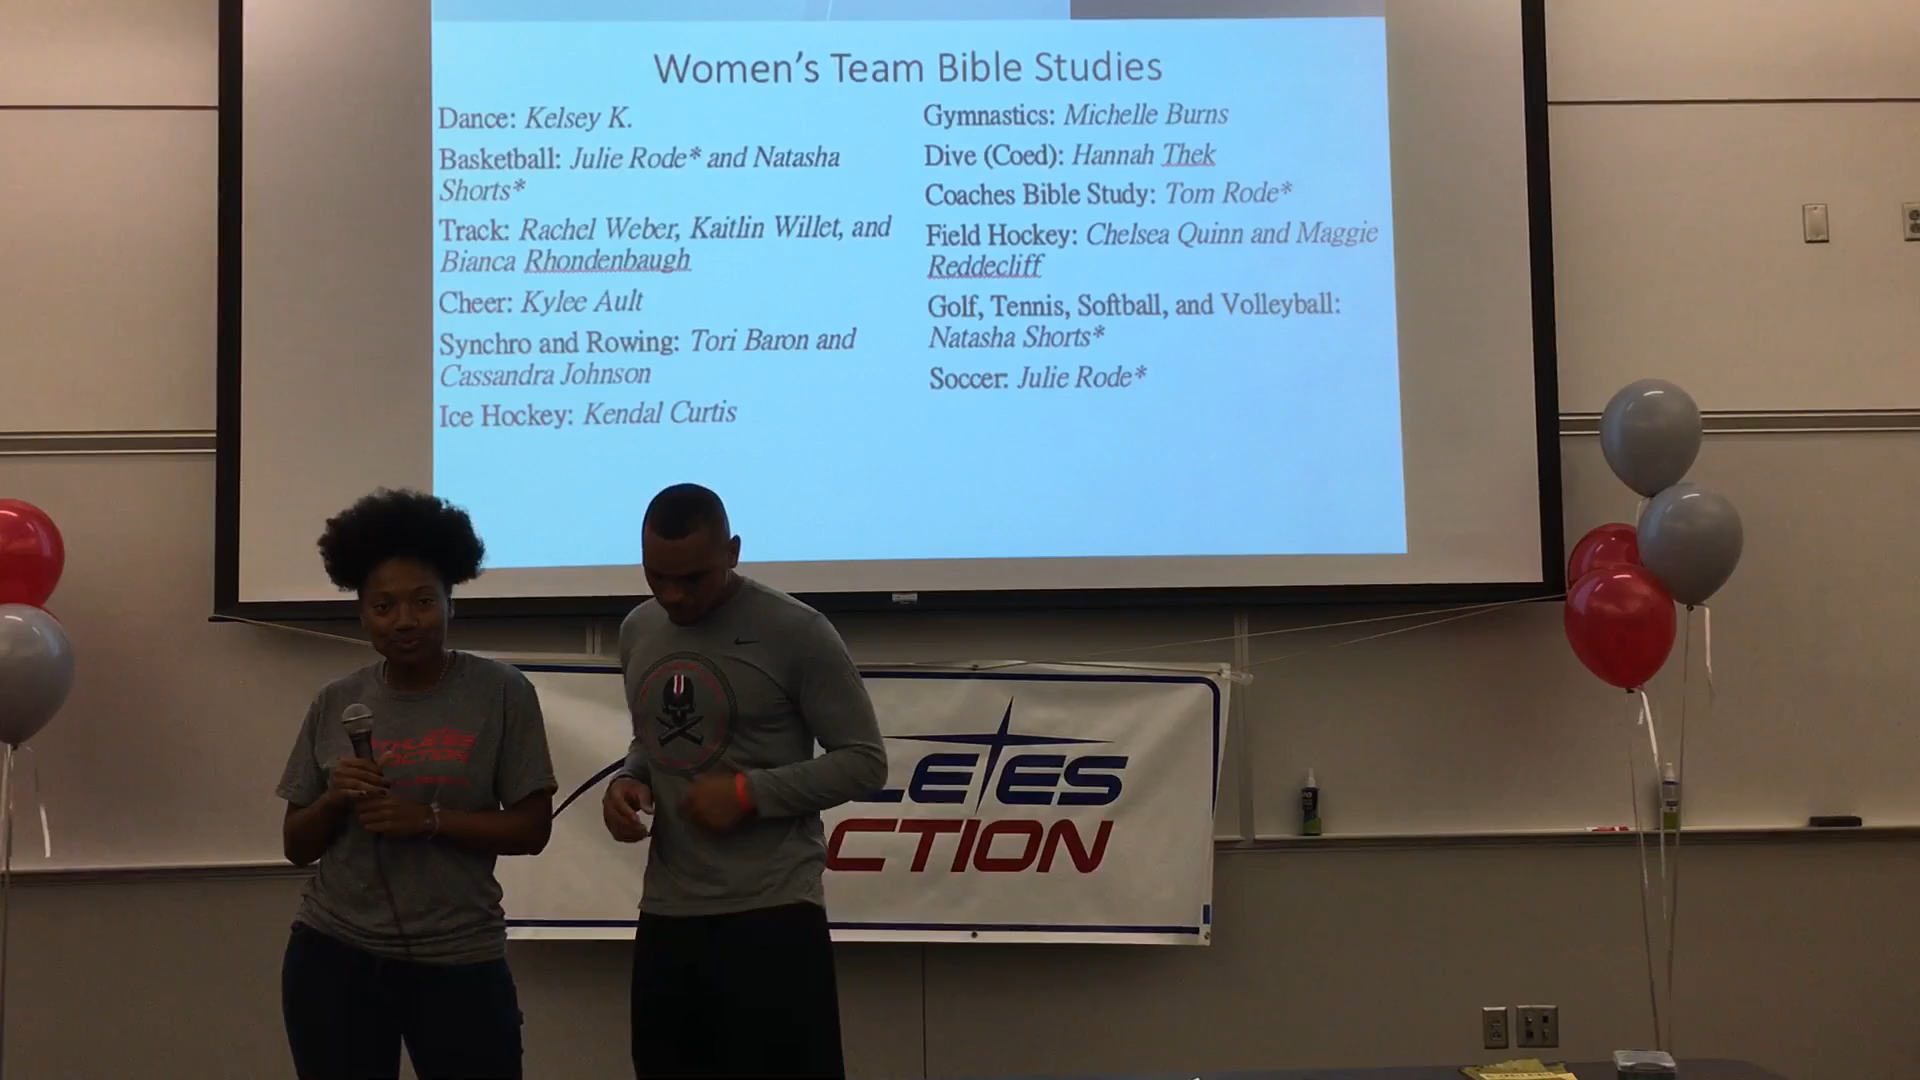 Women's Team Bible Studies
Dance: Kelsey K.
Basketball: Julie Rode* and Natasha
Shorts*
Track: Rachel Weber, Kaitlin Willet, and
Bianca Rhondenbaugh
Cheer: Kylee Ault
Synchro and Rowing: Tori Baron and
Cassandra Johnson
Ice Hockey: Kendal Curtis
Gymnastics: Michelle Burns
Dive (Coed): Hannah Thek
Coaches Bible Study: Tom Rode*
Field Hockey: Chelsea Quinn and Maggie
Reddecliff
Golf, Tennis, Softball, and Volleyball:
Natasha Shorts*
Soccer: Julie Rode*
LETES
CTION